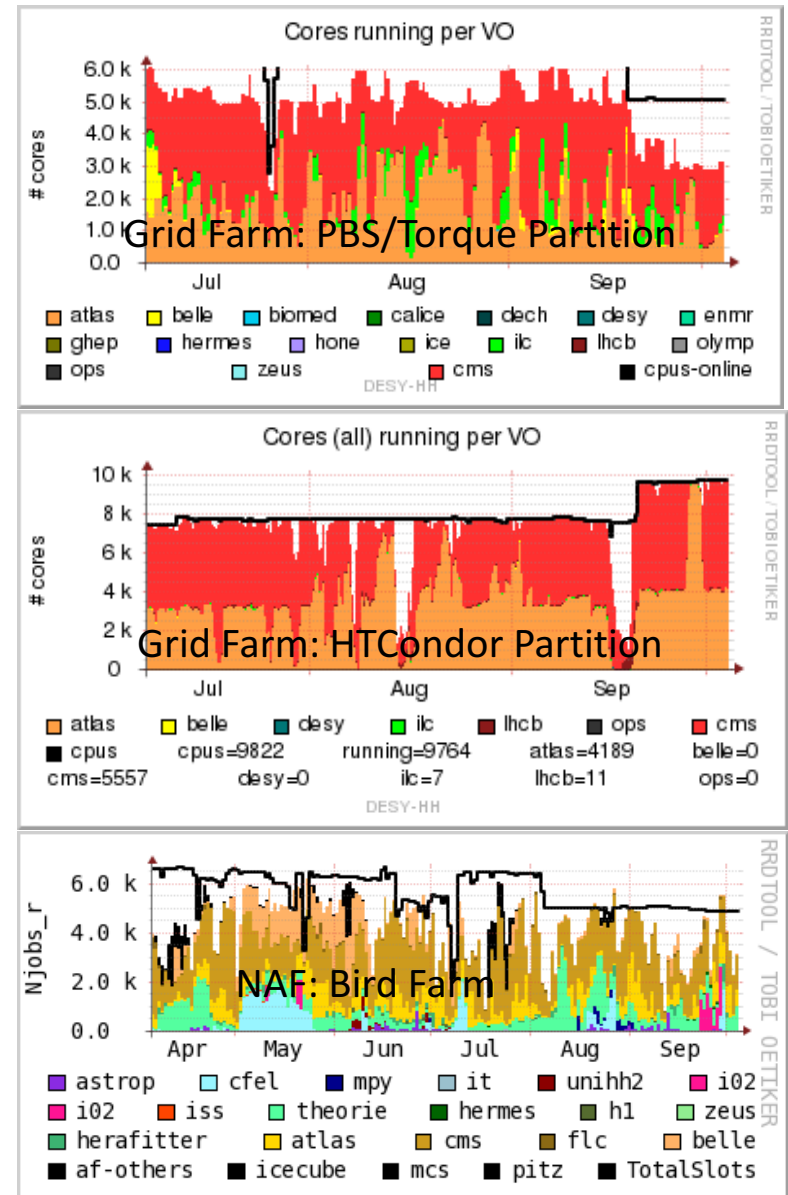 Cores running per VO
RRDTOOL / TOBI OETIKER
# cores
6.0 k
5.0 k
4.0 k
3.0 k
2.0 k
1.0 k
0.0
Grid Farm: PBS/Torque Partition
Jul Aug Sep
atlas belle biomed calice dech desy enmr
ghep hermes hone ice ilc lhcb olymp
ops zeus cms cpus-online
DESY-HH
Cores (all) running per VO
RRDTOOL / TOBI OETIKER
# cores
10 k
8 k
6 k
4 k
2 k
0
Grid Farm: HTCondor Partition
Jul Aug Sep
atlas belle desy ilc lhcb ops cms
cpus cpus=9822 running=9764 atlas=4189 belle=0
cms=5557 desy=0 ilc=7 lhcb=11 ops=0
DESY-HH
RRDTOOL / TOBI OETIKER
Njobs_r
6.0 k
4.0 k
2.0 k
0.0
NAF: Bird Farm
Apr May Jun Jul Aug Sep
astrop cfel mpy it unihh2 i02
i02 iss theorie hermes h1 zeus
herafitter atlas cms flc belle
af-others icecube mcs pitz TotalSlots